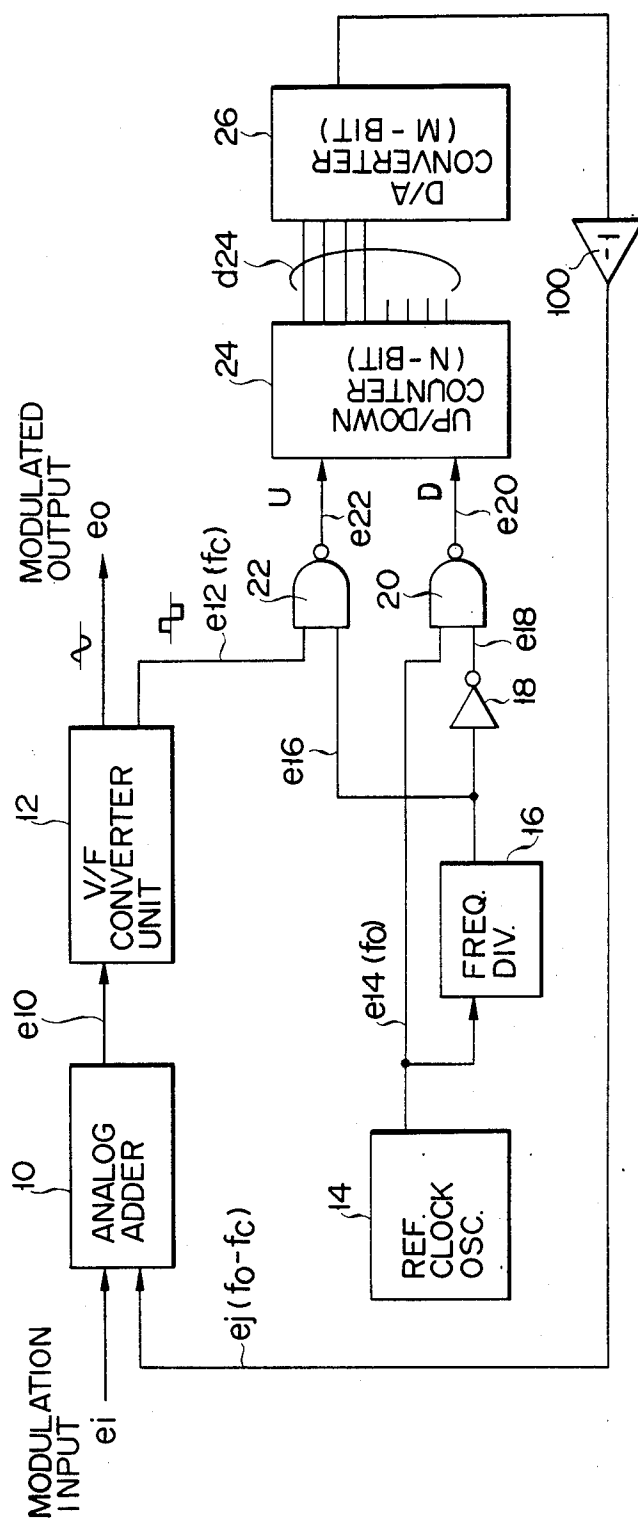 MODULATION
INPUT
ei
10
ANALOG
ADDER
e10
12
V/F
CONVERTER
UNIT
MODULATED
OUTPUT
eo
e12 (fc)
ej (fo-fc)
14
REF.
CLOCK
OSC.
e14 (fo)
16
FREQ.
DIV.
e16
18
e18
20
22
U
e22
D
e20
24
UP/DOWN
COUNTER
(N-BIT)
d24
26
D/A
CONVERTER
(M-BIT)
100
-1